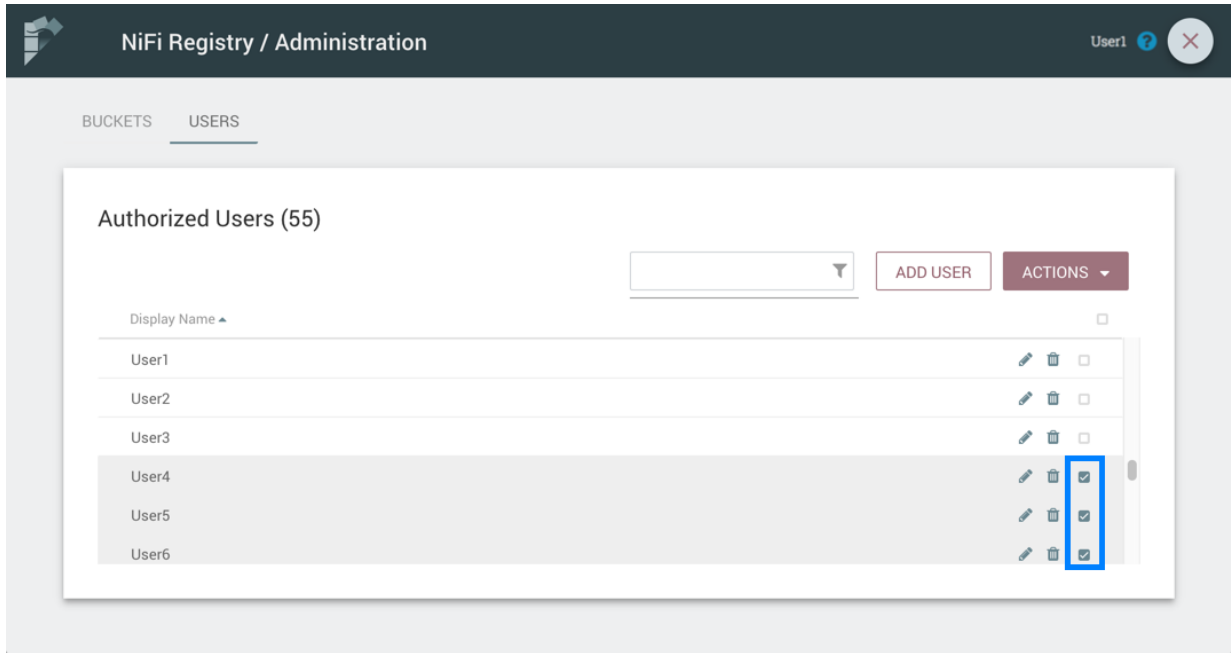 NiFi Registry / Administration
User1 ?
BUCKETS USERS
Authorized Users (55)
ADD USER ACTIONS
Display Name
User1
User2
User3
User4
User5
User6